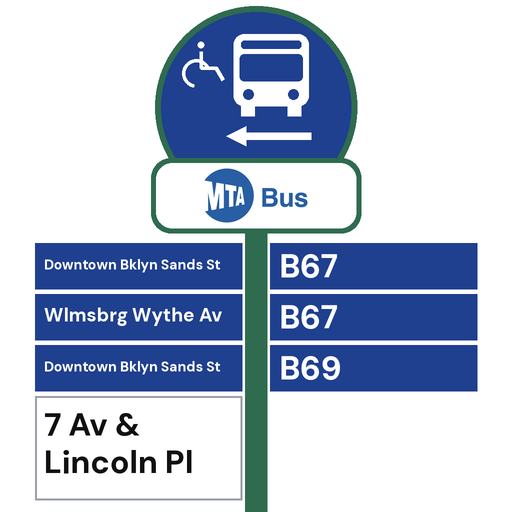 MTA Bus
Downtown Bklyn Sands St B67
Wlmsbrg Wythe Av B67
Downtown Bklyn Sands St B69
7 Av &
Lincoln Pl